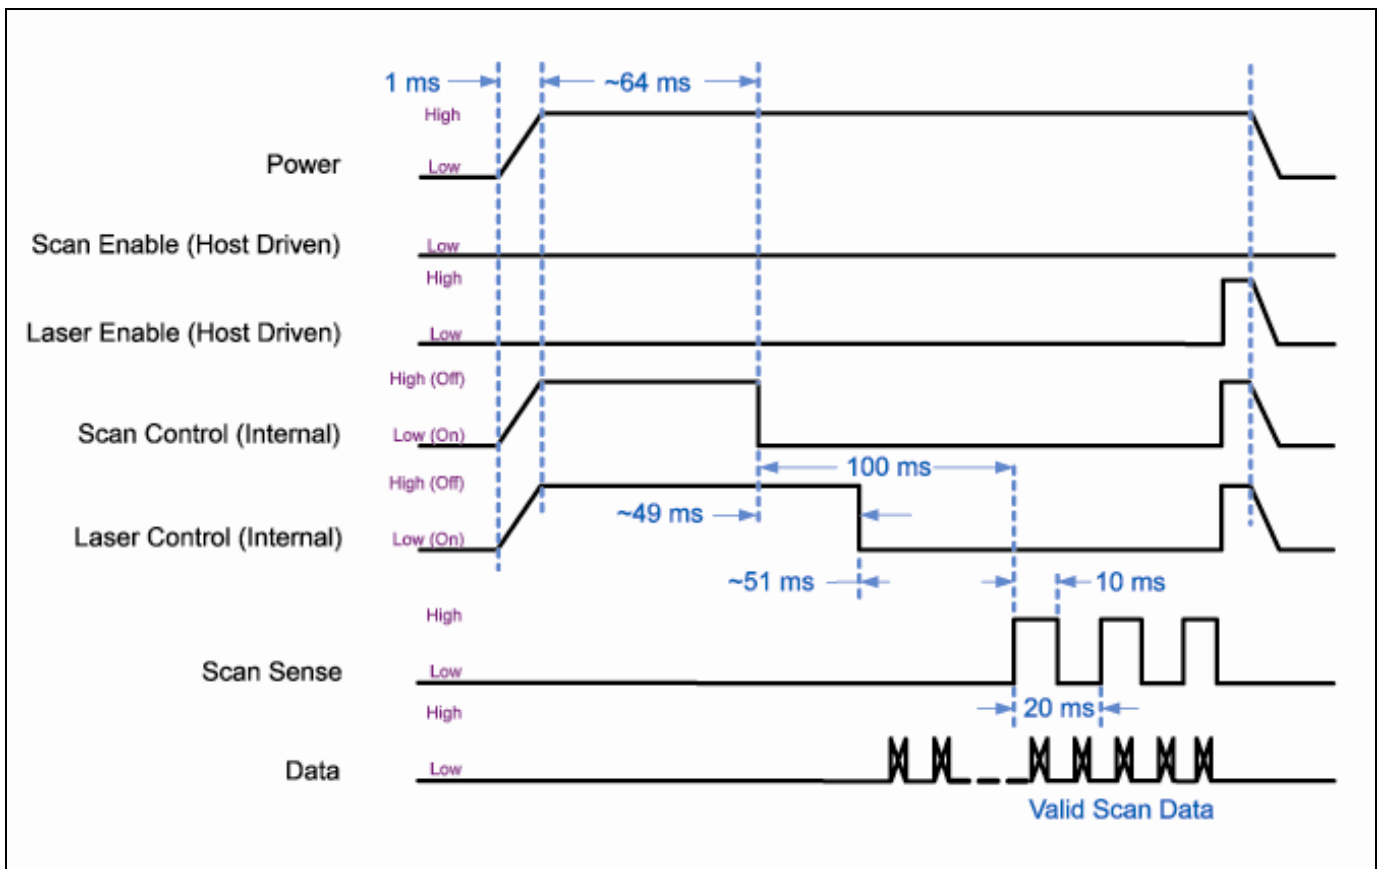 1 ms
~64 ms
High
Power
Low
Scan Enable (Host Driven)
Low
High
Laser Enable (Host Driven)
Low
High (Off)
Scan Control (Internal)
Low (On)
100 ms
High (Off)
~49 ms
Laser Control (Internal)
Low (On)
~51 ms
10 ms
High
Scan Sense
Low
20 ms
High
Data
Low
Valid Scan Data